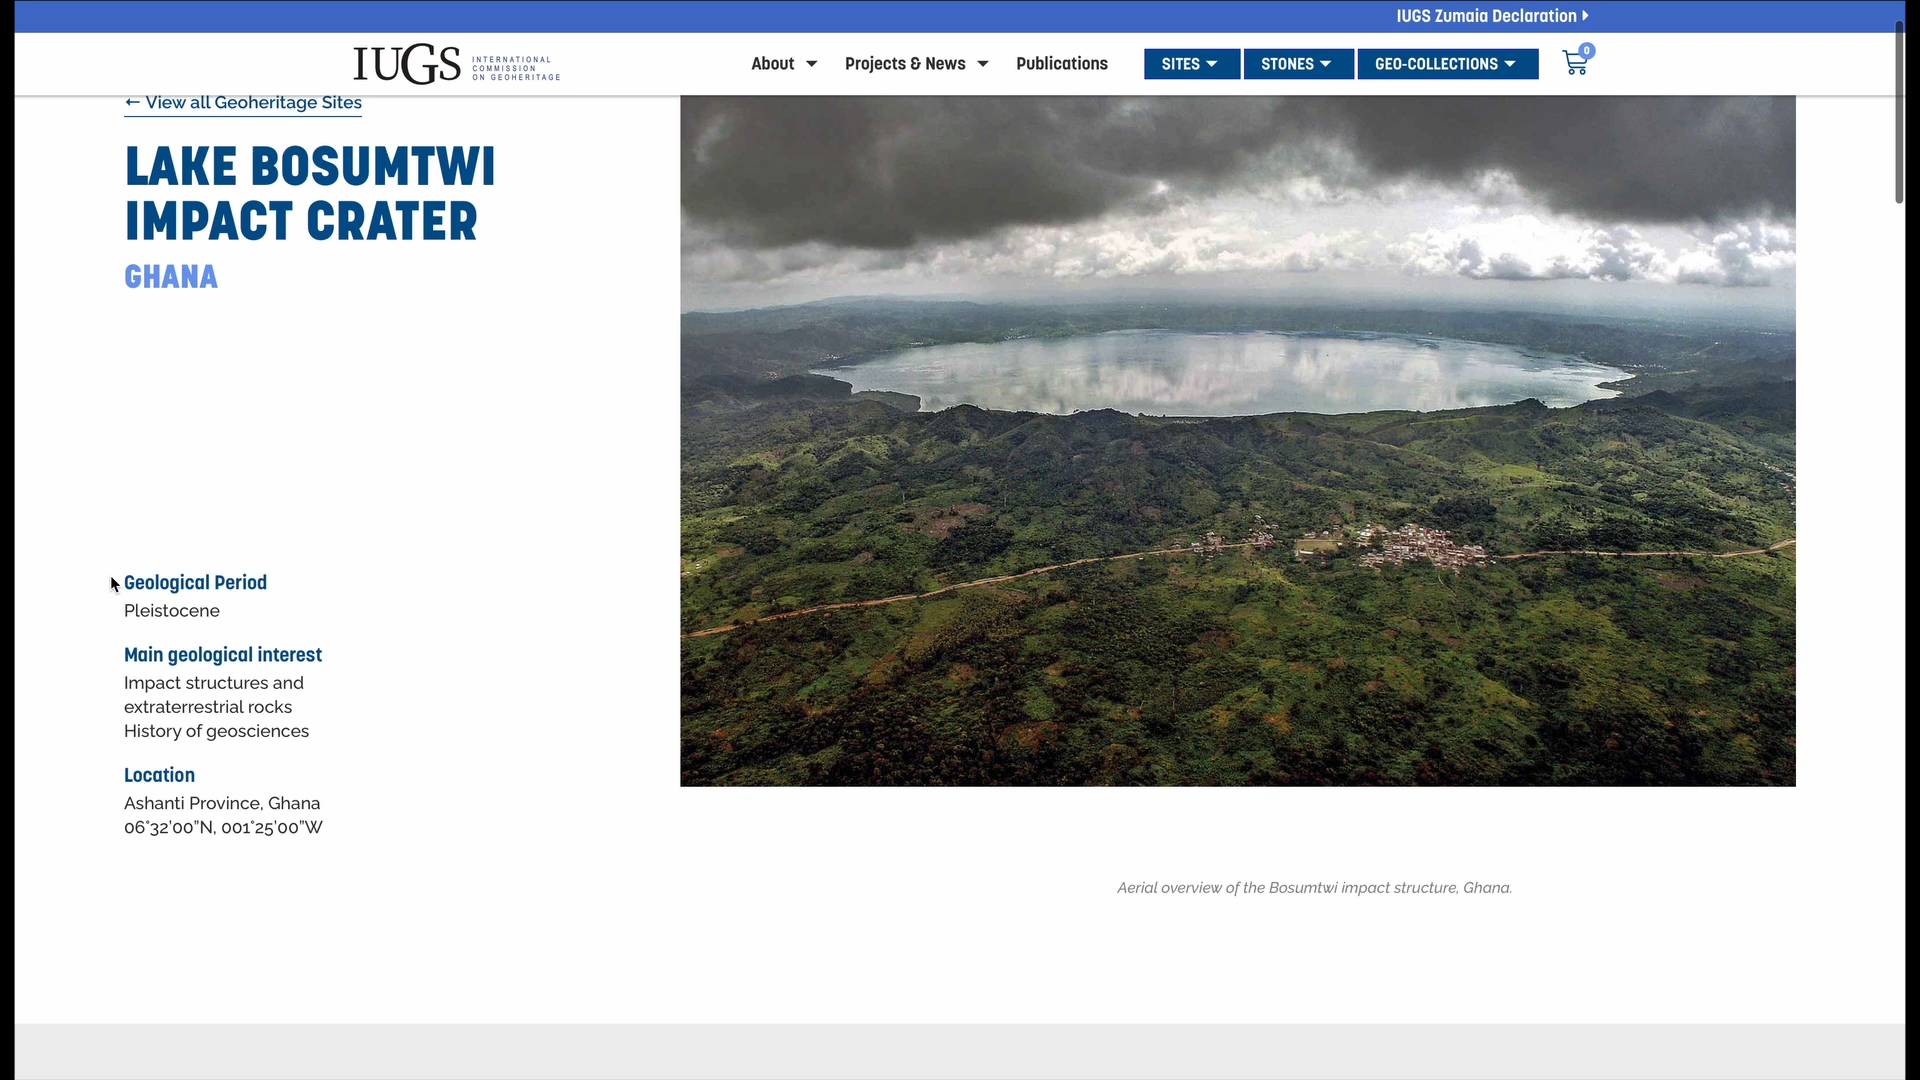 IUGS Zumaia Declaration
IUGS INTERNATIONAL
COMMISSION
ON GEOHERITAGE
About
Projects & News
Publications
SITES
STONES
GEO-COLLECTIONS
0
← View all Geoheritage Sites
LAKE BOSUMTWI
IMPACT CRATER
GHANA
Geological Period
Pleistocene
Main geological interest
Impact structures and
extraterrestrial rocks
History of geosciences
Location
Ashanti Province, Ghana
06°32’00”N, 001°25’00”W
Aerial overview of the Bosumtwi impact structure, Ghana.